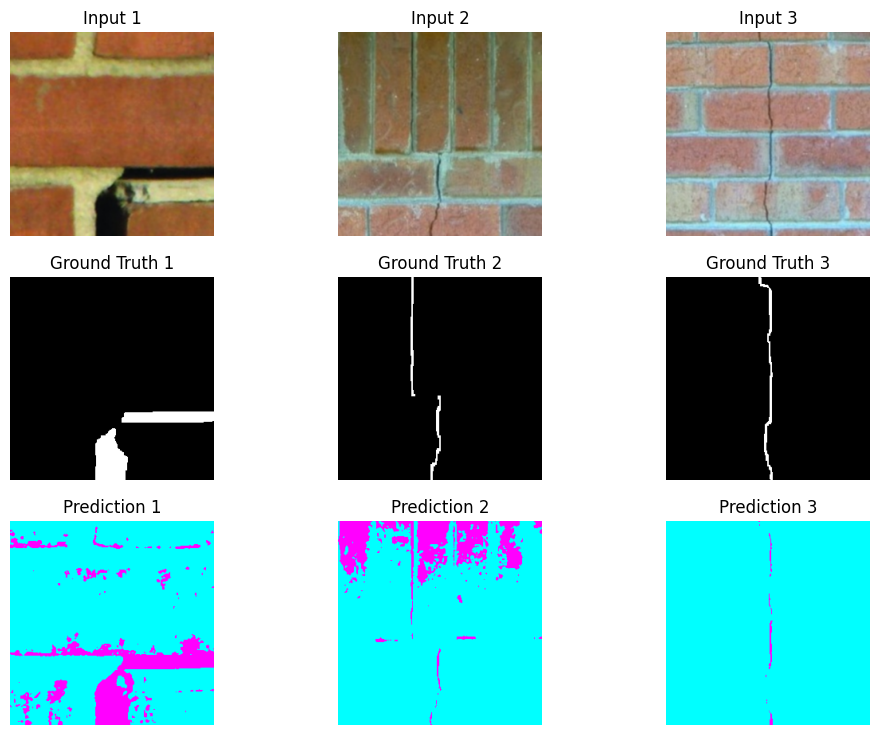 Input 1
Input 2
Input 3
Ground Truth 1
Ground Truth 2
Ground Truth 3
Prediction 1
Prediction 2
Prediction 3